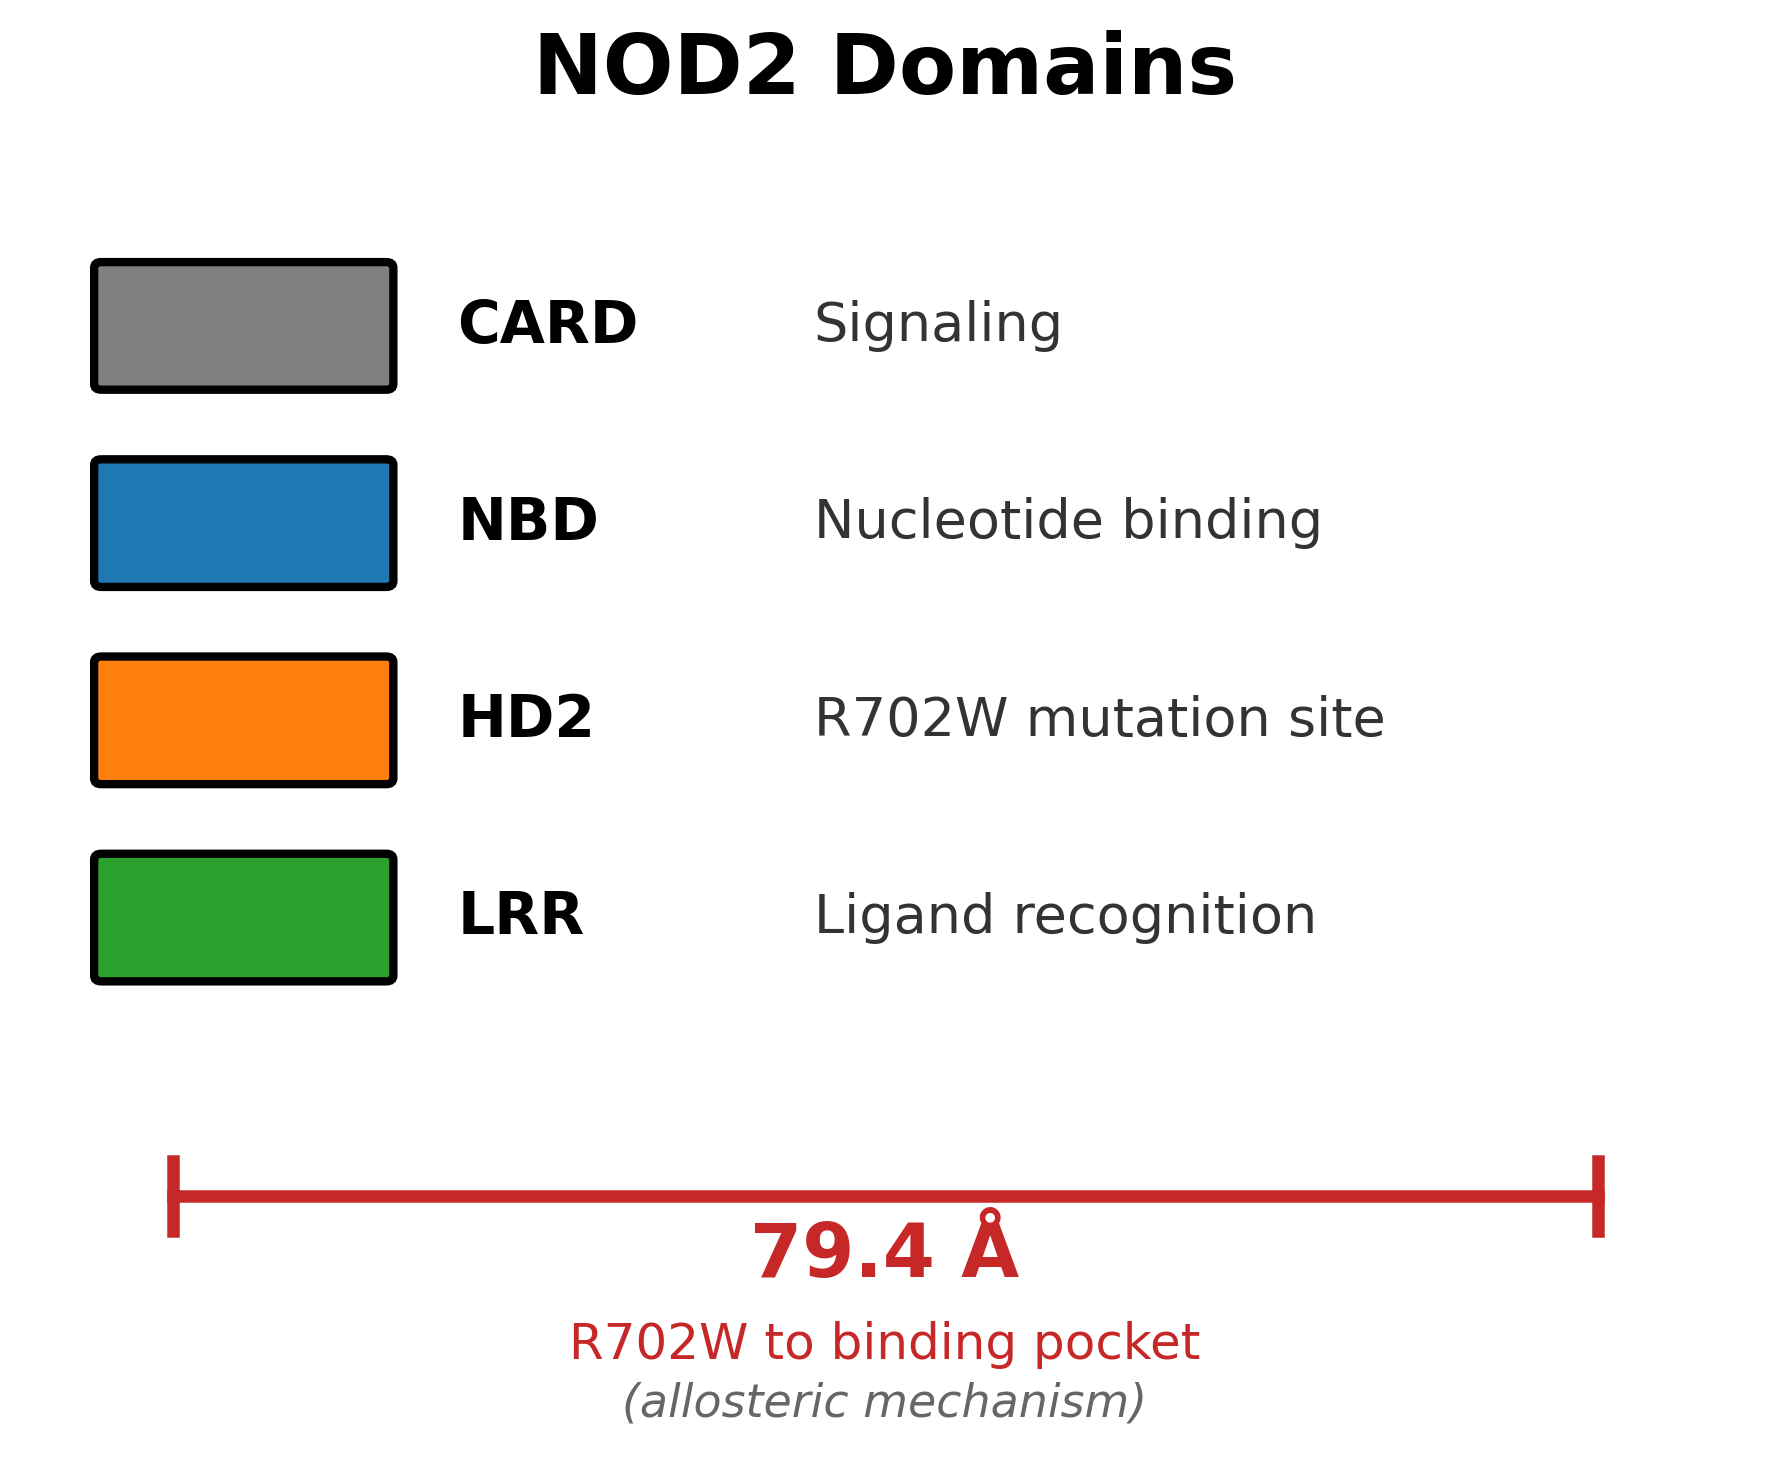 NOD2 Domains
CARD Signaling
NBD Nucleotide binding
HD2 R702W mutation site
LRR Ligand recognition
79.4 Å
R702W to binding pocket
(allosteric mechanism)